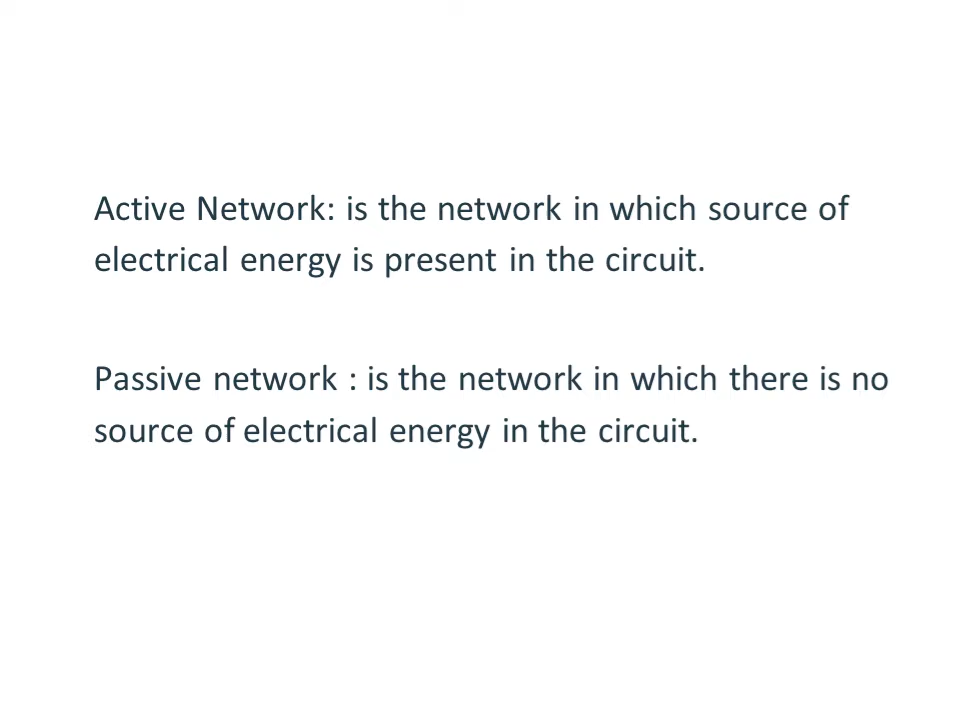 Active Network: is the network in which source of
electrical energy is present in the circuit.
Passive network : is the network in which there is no
source of electrical energy in the circuit.